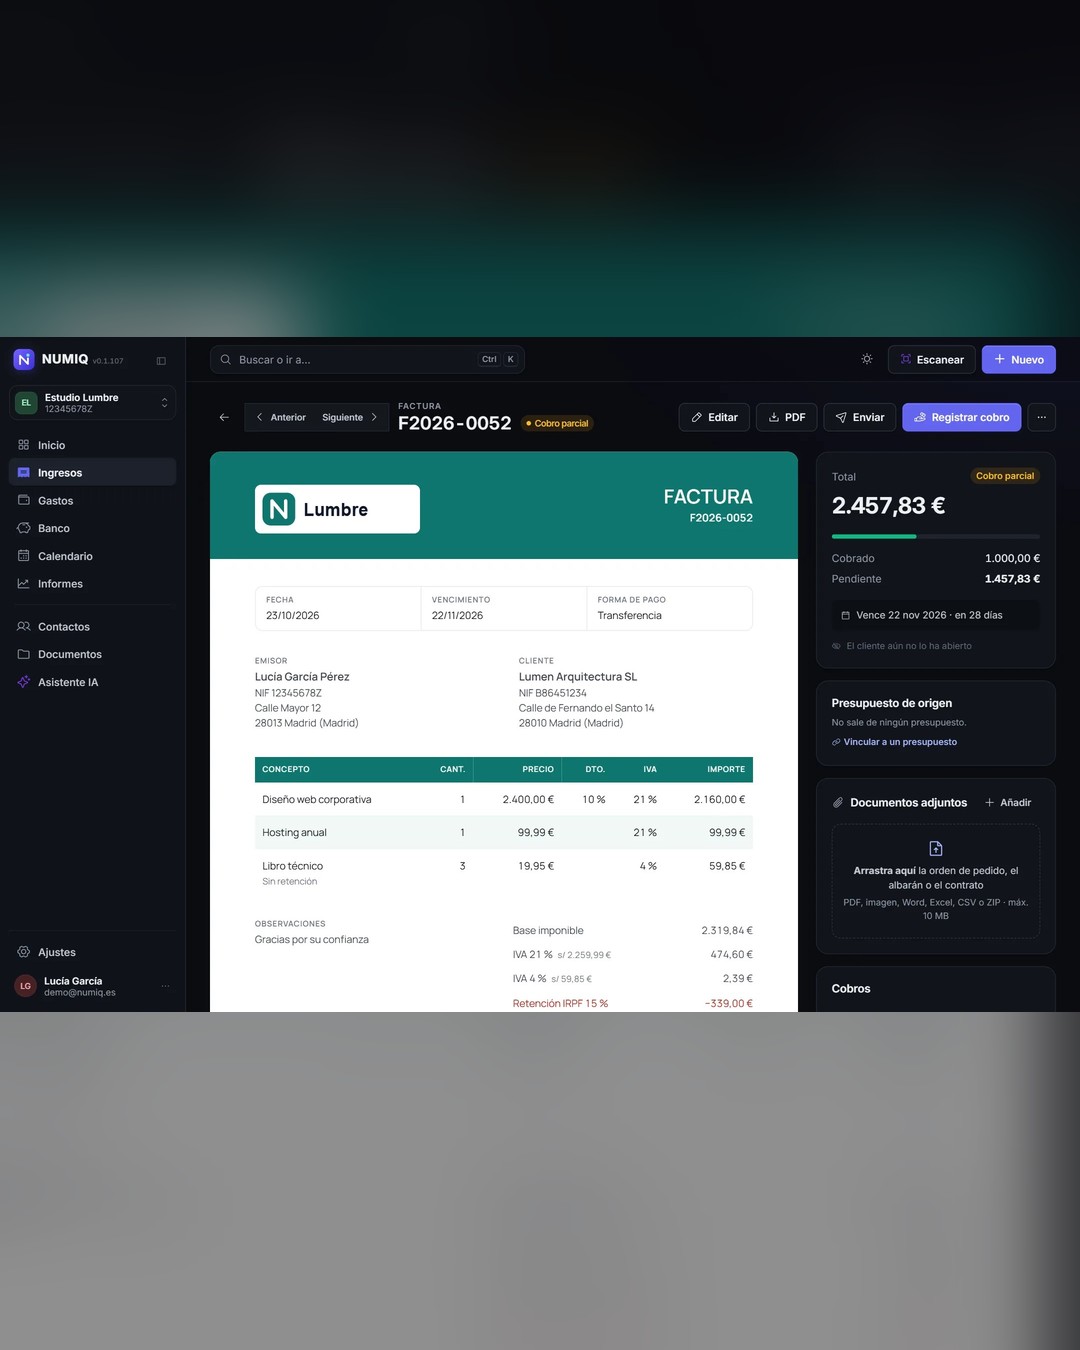 NUMIQ v0.1.107
EL Estudio Lumbre
12345678Z
Inicio
Ingresos
Gastos
Banco
Calendario
Informes
Contactos
Documentos
Asistente IA
Ajustes
LG Lucía García
demo@numiq.es
Buscar o ir a... Ctrl K
Escanear
Nuevo
Anterior Siguiente
FACTURA
F2026-0052 Cobro parcial
Editar
PDF
Enviar
Registrar cobro
Lumbre
FACTURA
F2026-0052
FECHA VENCIMIENTO FORMA DE PAGO
23/10/2026 22/11/2026 Transferencia
EMISOR
Lucía García Pérez
NIF 12345678Z
Calle Mayor 12
28013 Madrid (Madrid)
CLIENTE
Lumen Arquitectura SL
NIF B86451234
Calle de Fernando el Santo 14
28010 Madrid (Madrid)
CONCEPTO CANT. PRECIO DTO. IVA IMPORTE
Diseño web corporativa 1 2.400,00 € 10 % 21 % 2.160,00 €
Hosting anual 1 99,99 € 21 % 99,99 €
Libro técnico 3 19,95 € 4 % 59,85 €
Sin retención
OBSERVACIONES
Gracias por su confianza
Base imponible 2.319,84 €
IVA 21 % s/ 2.259,99 € 474,60 €
IVA 4 % s/ 59,85 € 2,39 €
Retención IRPF 15 % −339,00 €
Total Cobro parcial
2.457,83 €
Cobrado 1.000,00 €
Pendiente 1.457,83 €
Vence 22 nov 2026 · en 28 días
El cliente aún no lo ha abierto
Presupuesto de origen
No sale de ningún presupuesto.
Vincular a un presupuesto
Documentos adjuntos Añadir
Arrastra aquí la orden de pedido, el
albarán o el contrato
PDF, imagen, Word, Excel, CSV o ZIP · máx.
10 MB
Cobros